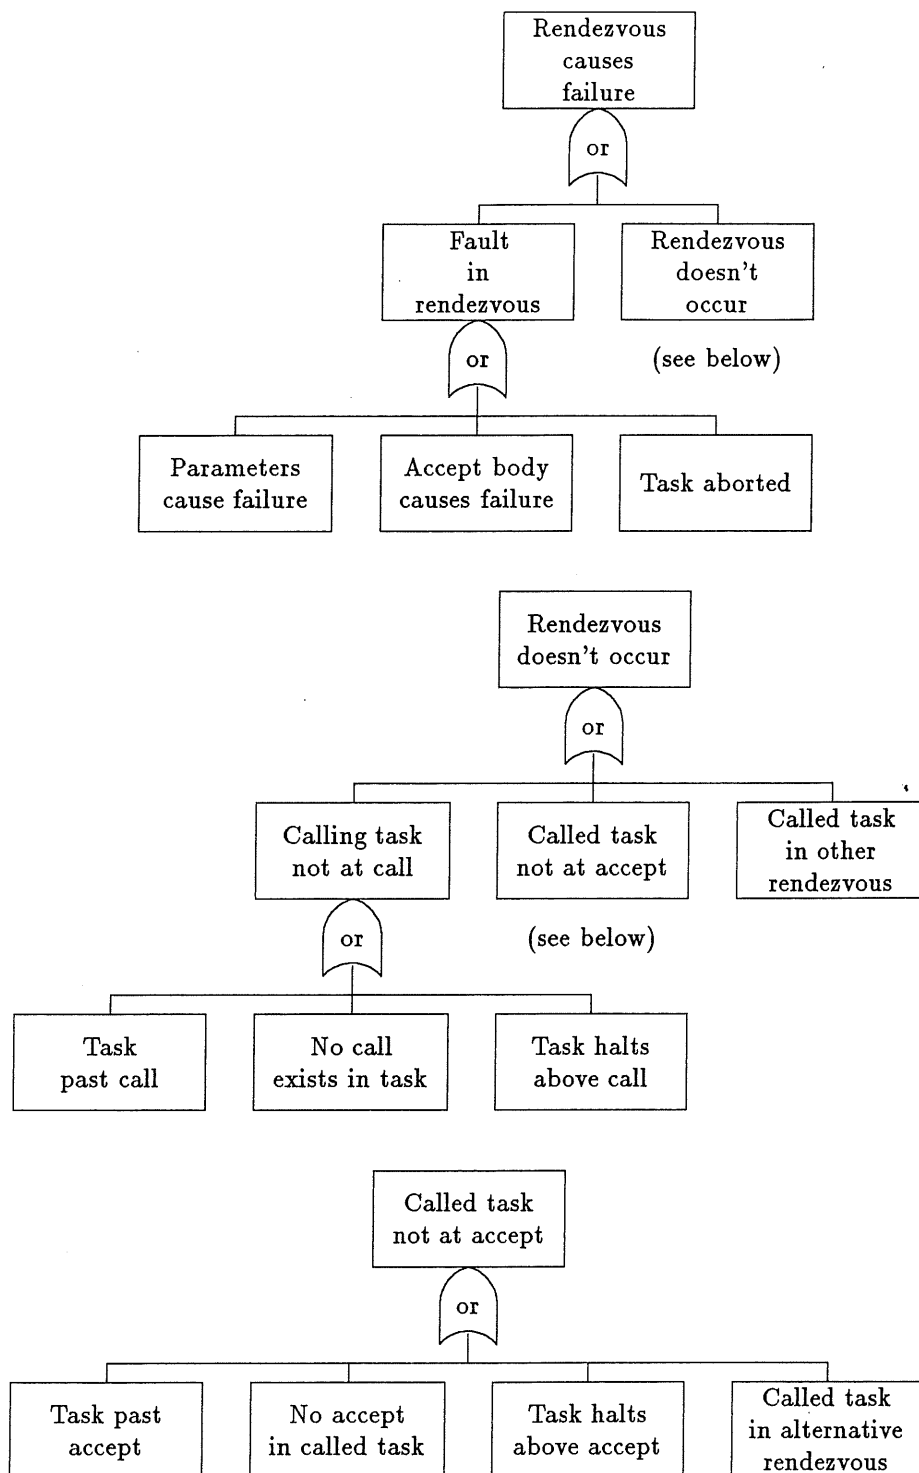 Rendezvous
causes
failure
or
Fault
in
rendezvous
Rendezvous
doesn't
occur
or
(see below)
Parameters
cause failure
Accept body
causes failure
Task aborted
Rendezvous
doesn't occur
or
Calling task
not at call
Called task
not at accept
Called task
in other
rendezvous
or
(see below)
Task
past call
No call
exists in task
Task halts
above call
Called task
not at accept
or
Task past
accept
No accept
in called task
Task halts
above accept
Called task
in alternative
rendezvous